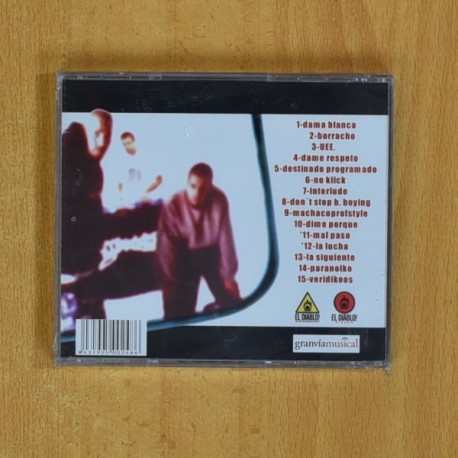 1-dama blanca
2-borracho
3-UEE.
4-dame respeto
5-destinado programado
6-no klick
7-interlude
8-don´t stop b. boying
9-machacoprofstyle
10-dime porque
*11-mal paso
*12-la lucha
13-la siguiente
14-paranoiko
15-veridikoos
EL DIABLO!
EL DIABLO!
granvíamusical